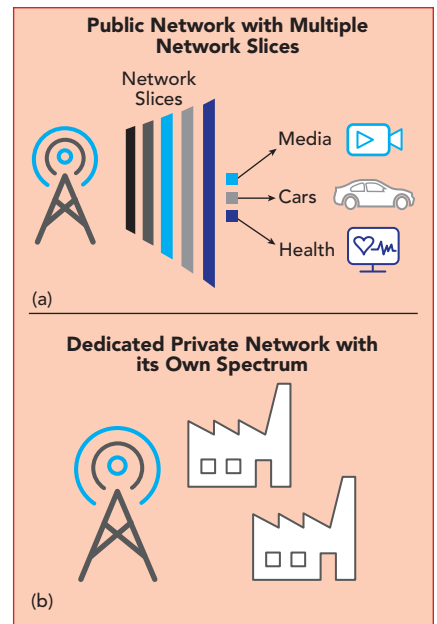 Public Network with Multiple
Network Slices
Network
Slices
Media
Cars
Health
(a)
Dedicated Private Network with
its Own Spectrum
(b)